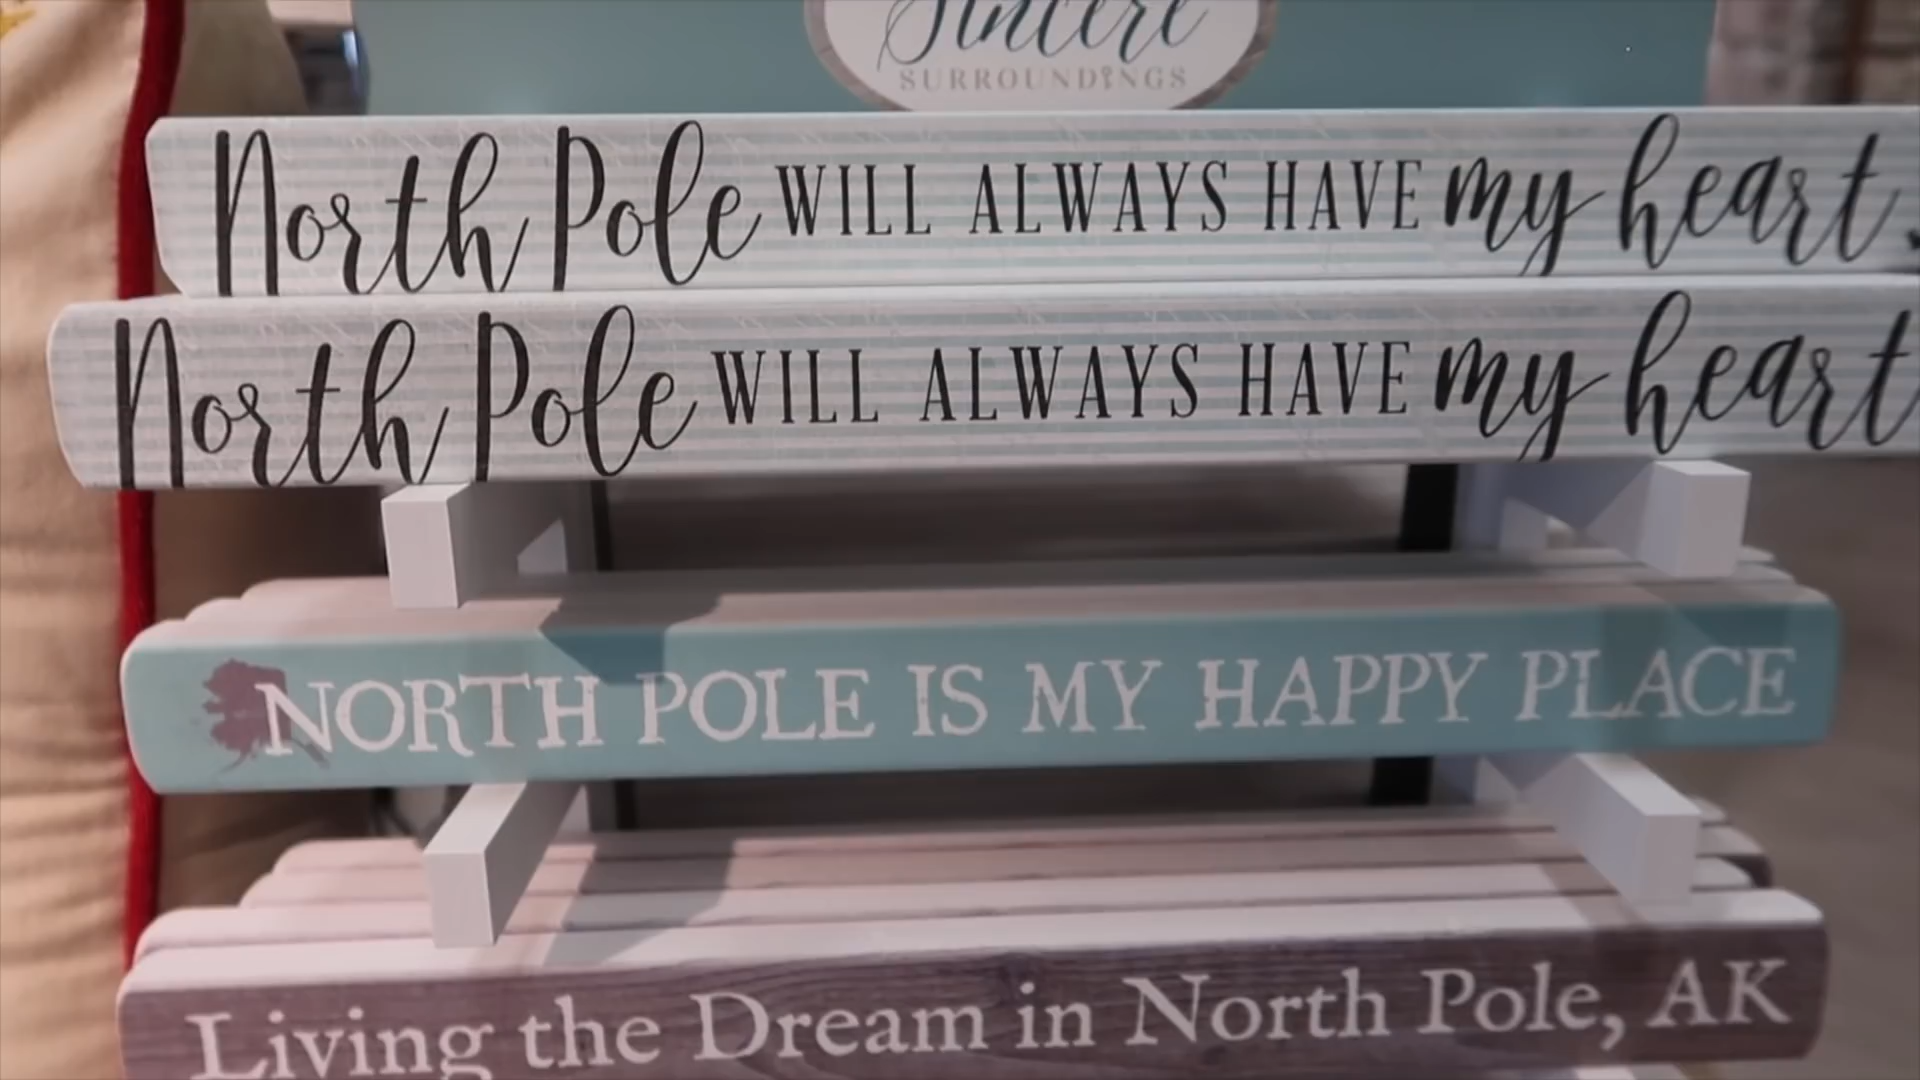 Sincere
SURROUNDINGS
North Pole WILL ALWAYS HAVE my heart.
North Pole WILL ALWAYS HAVE my heart
NORTH POLE IS MY HAPPY PLACE
Living the Dream in North Pole, AK